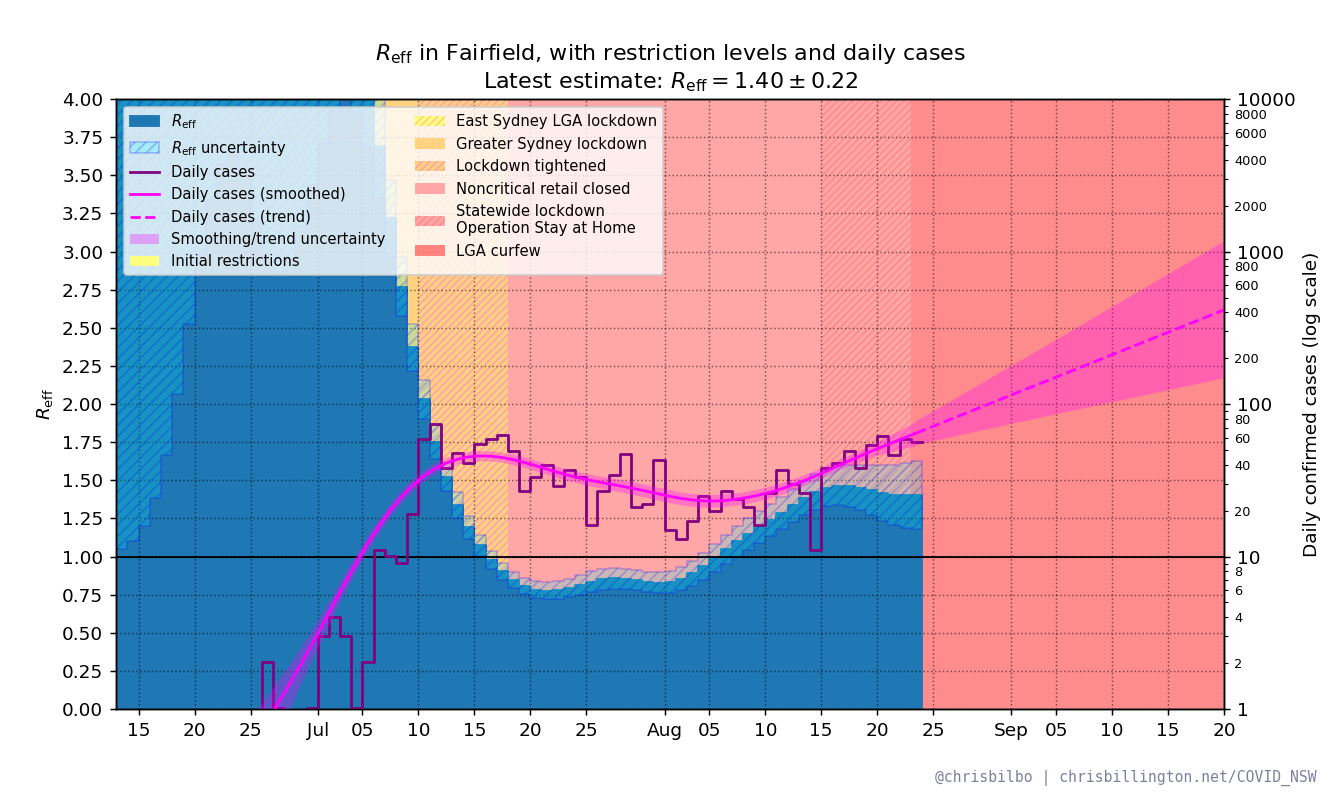 R_eff in Fairfield, with restriction levels and daily cases
Latest estimate: R_eff = 1.40 ± 0.22
R_eff
R_eff uncertainty
Daily cases
Daily cases (smoothed)
Daily cases (trend)
Smoothing/trend uncertainty
Initial restrictions
East Sydney LGA lockdown
Greater Sydney lockdown
Lockdown tightened
Noncritical retail closed
Statewide lockdown
Operation Stay at Home
LGA curfew
R_eff
4.00
3.75
3.50
3.25
3.00
2.75
2.50
2.25
2.00
1.75
1.50
1.25
1.00
0.75
0.50
0.25
0.00
10000
8000
6000
4000
2000
1000
800
600
400
200
100
80
60
40
20
10
8
6
4
2
1
Daily confirmed cases (log scale)
15 20 25 Jul 05 10 15 20 25 Aug 05 10 15 20 25 Sep 05 10 15 20
@chrisbilbo | chrisbillington.net/COVID_NSW